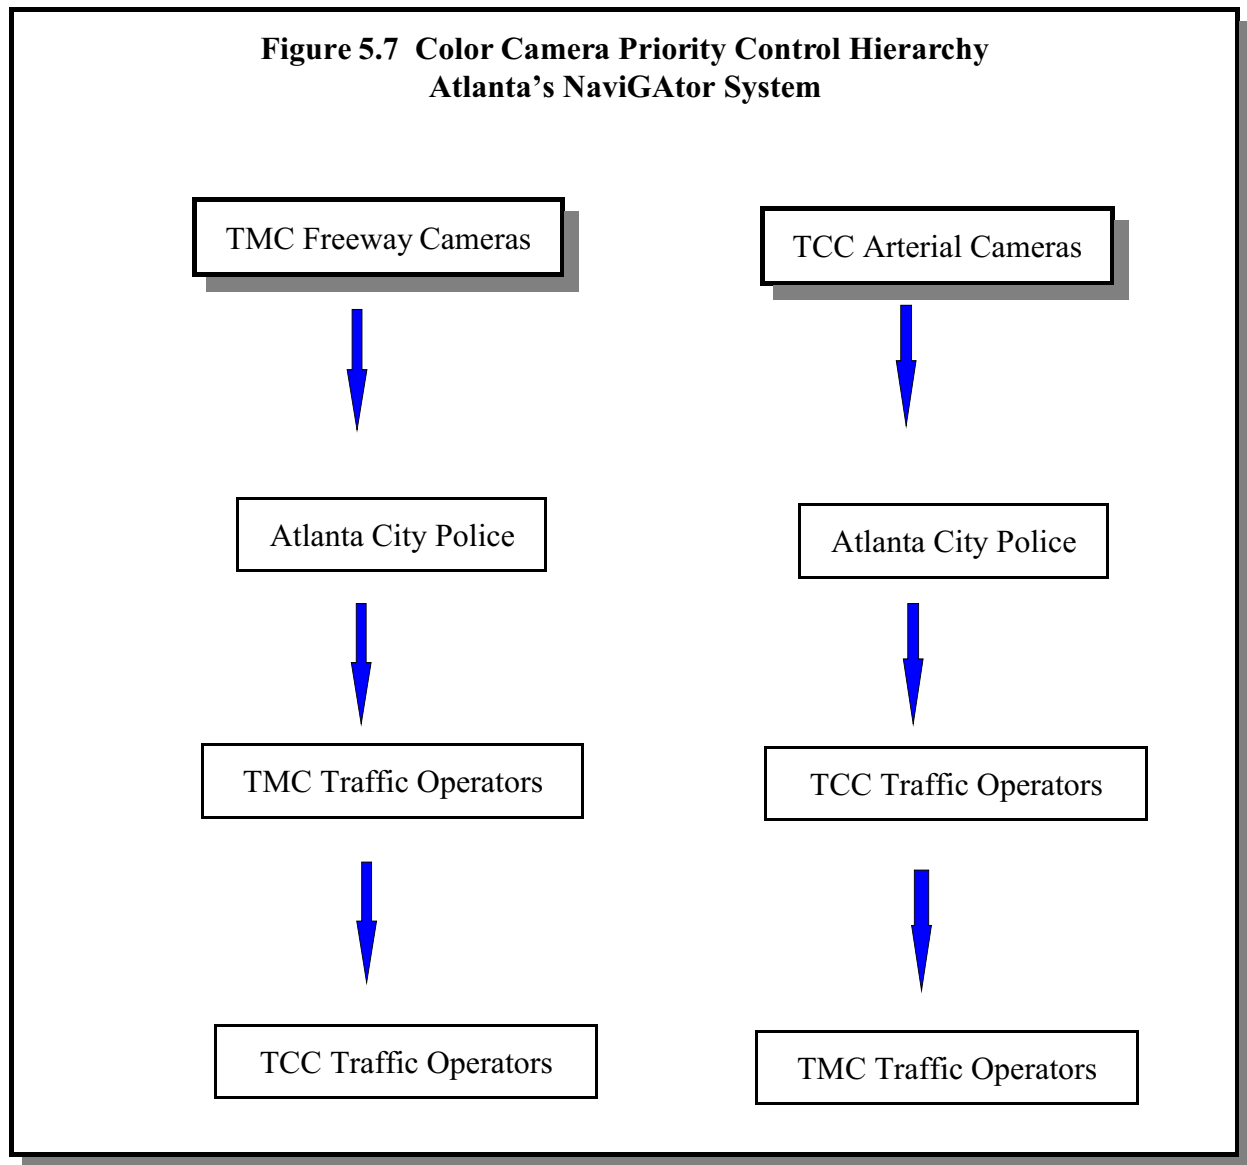 Figure 5.7  Color Camera Priority Control Hierarchy
Atlanta's NaviGAtor System
TMC Freeway Cameras
TCC Arterial Cameras
Atlanta City Police
Atlanta City Police
TMC Traffic Operators
TCC Traffic Operators
TCC Traffic Operators
TMC Traffic Operators